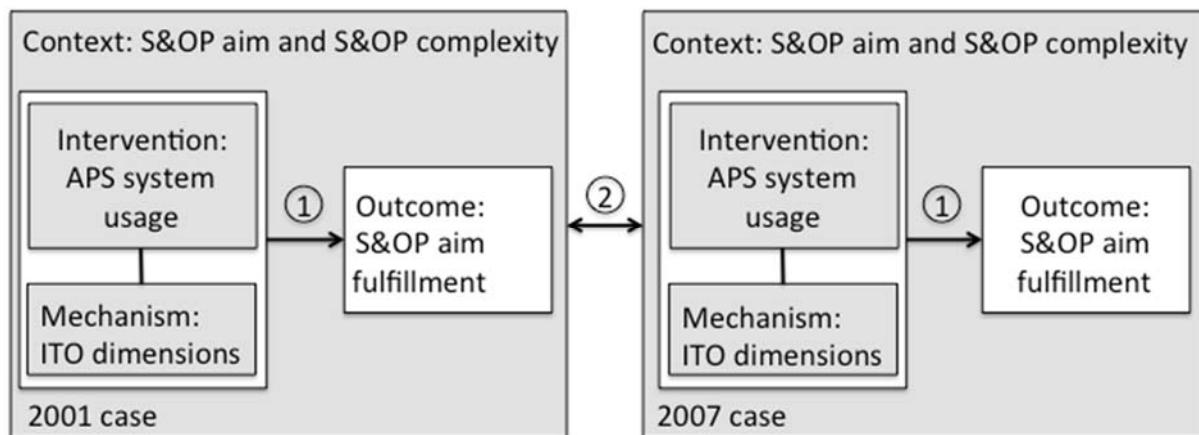 Context: S&OP aim and S&OP complexity
Intervention:
APS system
usage
1
Outcome:
S&OP aim
fulfillment
Mechanism:
ITO dimensions
2001 case
2
Context: S&OP aim and S&OP complexity
Intervention:
APS system
usage
1
Outcome:
S&OP aim
fulfillment
Mechanism:
ITO dimensions
2007 case